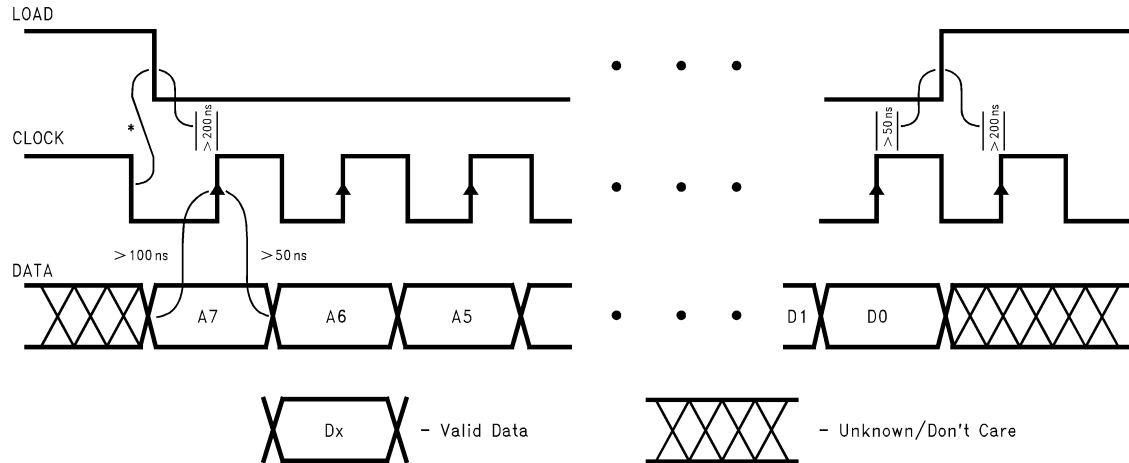 LOAD
>200ns
>50ns
>200ns
*
CLOCK
>100ns
>50ns
DATA
A7
A6
A5
D1
D0
Dx
- Valid Data
- Unknown/Don't Care